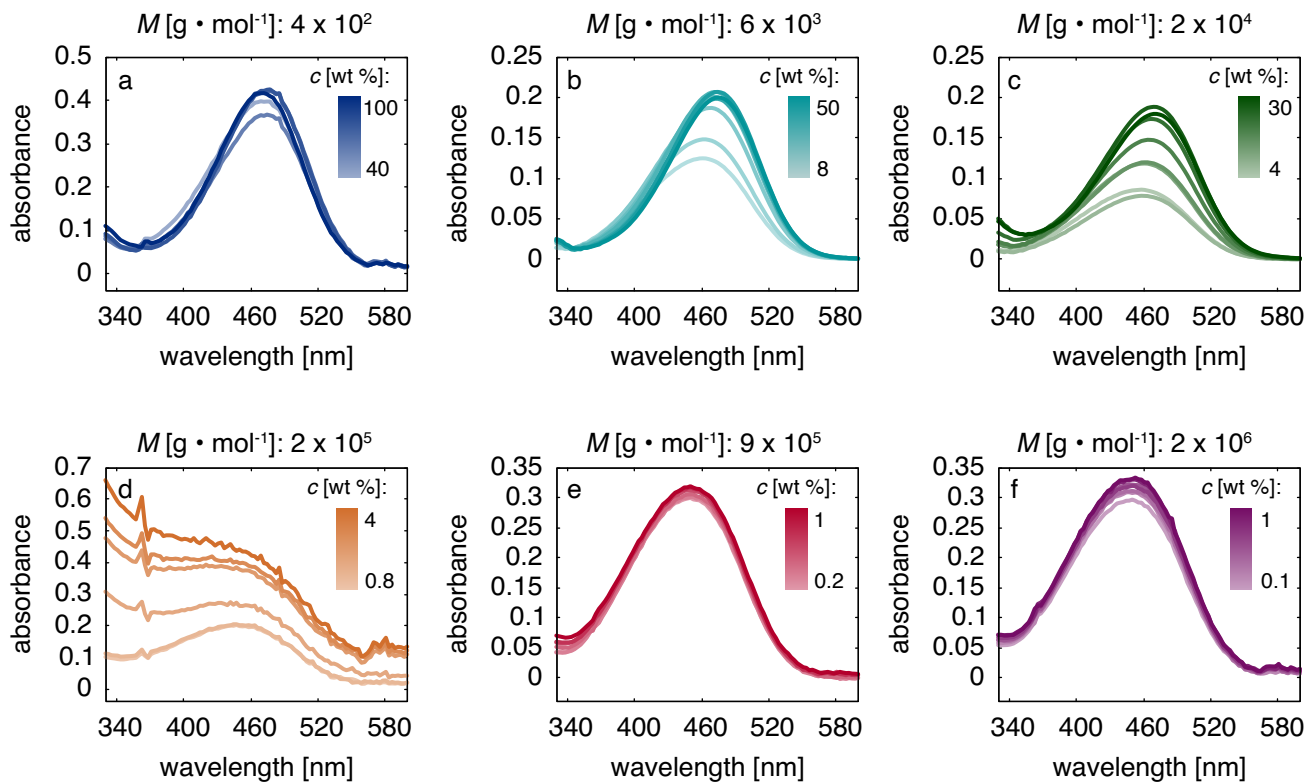 M [g • mol⁻¹]: 4 x 10²
a
c [wt %]:
100
40
absorbance
0.5
0.4
0.3
0.2
0.1
0
340 400 460 520 580
wavelength [nm]
M [g • mol⁻¹]: 6 x 10³
b
c [wt %]:
50
8
absorbance
0.25
0.2
0.15
0.1
0.05
0
340 400 460 520 580
wavelength [nm]
M [g • mol⁻¹]: 2 x 10⁴
c
c [wt %]:
30
4
absorbance
0.25
0.2
0.15
0.1
0.05
0
340 400 460 520 580
wavelength [nm]
M [g • mol⁻¹]: 2 x 10⁵
d
c [wt %]:
4
0.8
absorbance
0.7
0.6
0.5
0.4
0.3
0.2
0.1
0
340 400 460 520 580
wavelength [nm]
M [g • mol⁻¹]: 9 x 10⁵
e
c [wt %]:
1
0.2
absorbance
0.35
0.3
0.25
0.2
0.15
0.1
0.05
0
340 400 460 520 580
wavelength [nm]
M [g • mol⁻¹]: 2 x 10⁶
f
c [wt %]:
1
0.1
absorbance
0.35
0.3
0.25
0.2
0.15
0.1
0.05
0
340 400 460 520 580
wavelength [nm]